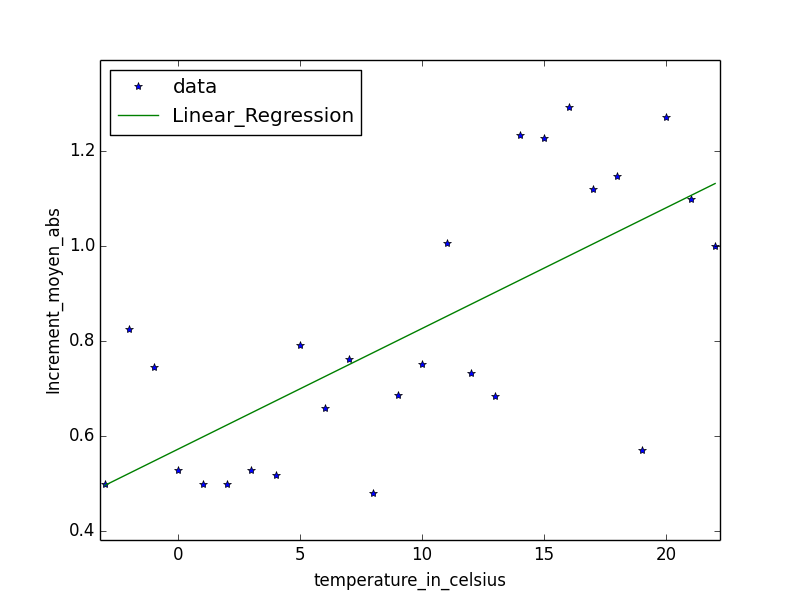 data
Linear_Regression
1.2
1.0
0.8
0.6
0.4
Increment_moyen_abs
0 5 10 15 20
temperature_in_celsius